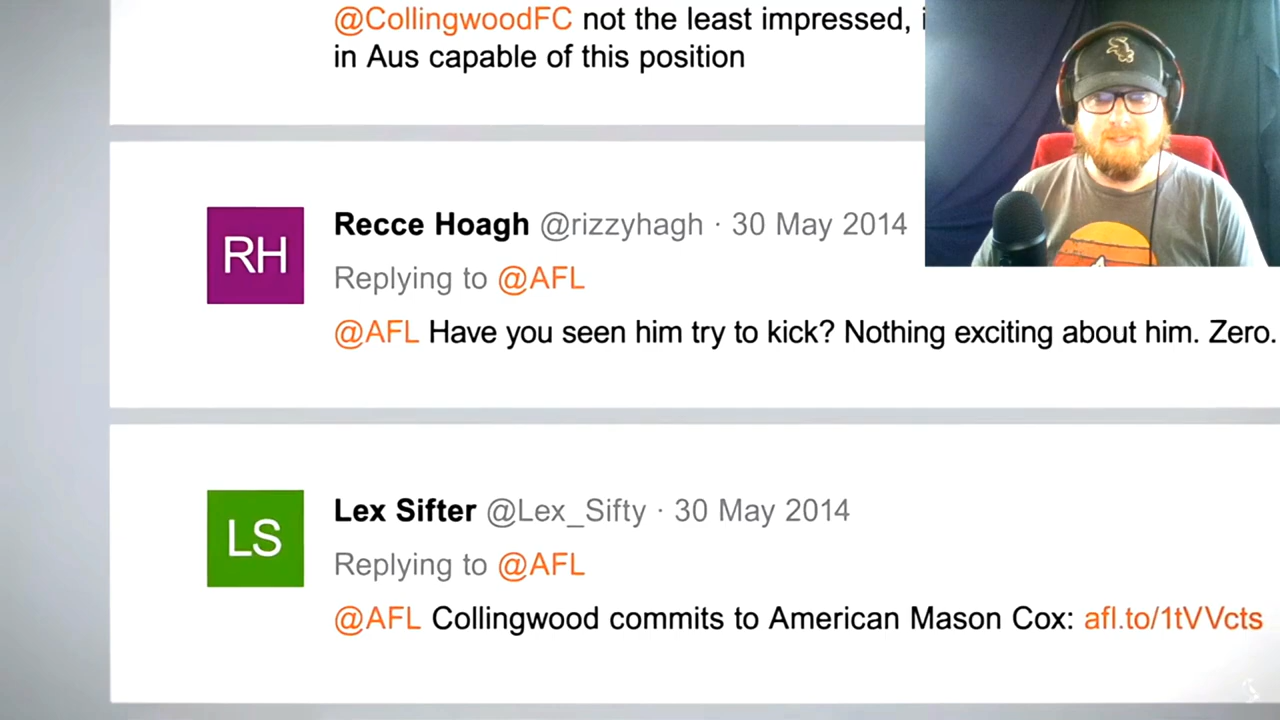 @CollingwoodFC not the least impressed,
in Aus capable of this position
RH
Recce Hoagh @rizzyhagh · 30 May 2014
Replying to @AFL
@AFL Have you seen him try to kick? Nothing exciting about him. Zero.
LS
Lex Sifter @Lex_Sifty · 30 May 2014
Replying to @AFL
@AFL Collingwood commits to American Mason Cox: afl.to/1tVVcts